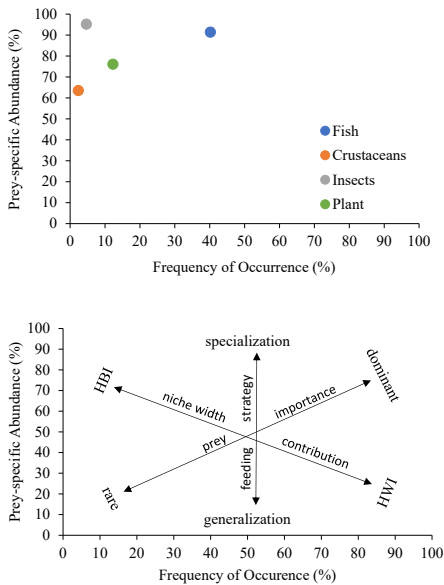 Prey-specific Abundance (%)
100
90
80
70
60
50
40
30
20
10
0
Fish
Crustaceans
Insects
Plant
0 10 20 30 40 50 60 70 80 90 100
Frequency of Occurrence (%)
Prey-specific Abundance (%)
100
90
80
70
60
50
40
30
20
10
0
specialization
dominant
HBI
niche width
strategy
importance
prey
feeding
contribution
rare
HWI
generalization
0 10 20 30 40 50 60 70 80 90 100
Frequency of Occurrence (%)